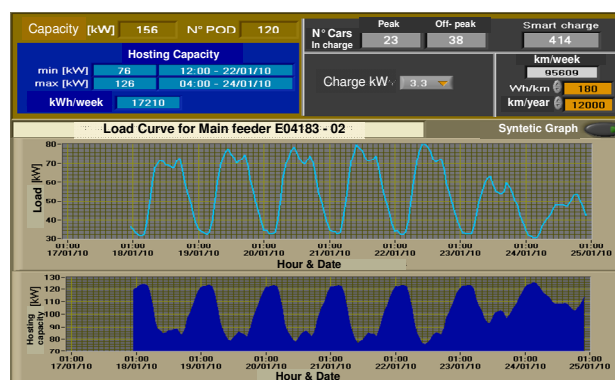 Capacity [kW] 156 N° POD 120
Hosting Capacity
min [kW] 76 12:00 - 22/01/10
max [kW] 126 04:00 - 24/01/10
kWh/week 17210
Peak Off- peak Smart charge
N° Cars In charge 23 38 414
Charge kW 3.3
km/week
95609
Wh/km 180
km/year 12000
Load Curve for Main feeder E04183 - 02
Syntetic Graph
Load [kW]
80
70
60
50
40
30
01:00 01:00 01:00 01:00 01:00 01:00 01:00 01:00 01:00
17/01/10 18/01/10 19/01/10 20/01/10 21/01/10 22/01/10 23/01/10 24/01/10 25/01/10
Hour & Date
Hosting capacity [kW]
130
120
110
100
90
80
70
01:00 01:00 01:00 01:00 01:00 01:00 01:00 01:00 01:00
17/01/10 18/01/10 19/01/10 20/01/10 21/01/10 22/01/10 23/01/10 24/01/10 25/01/10
Hour & Date